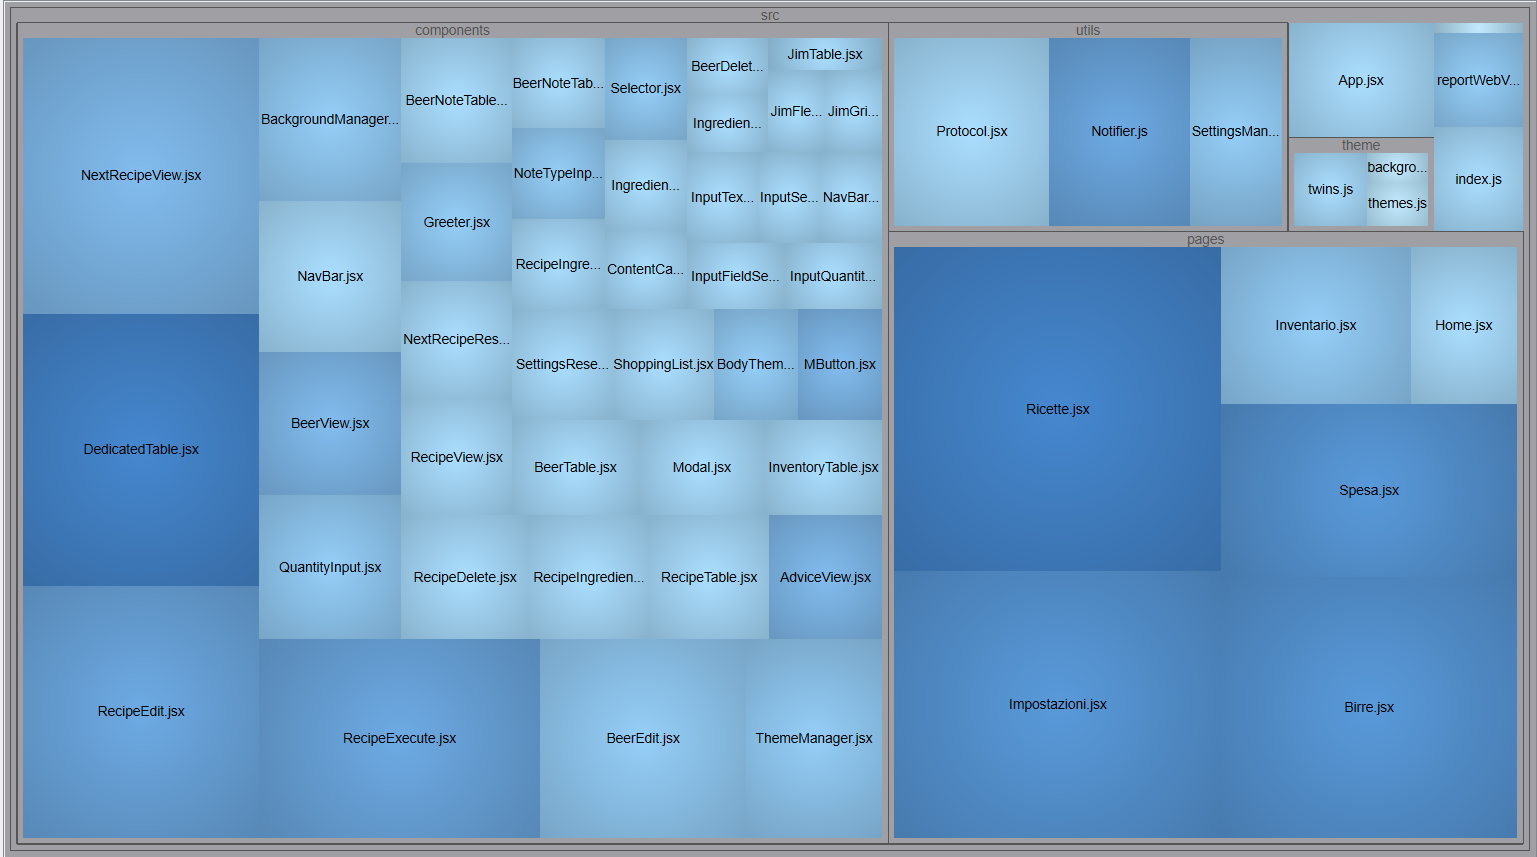 src
components
NextRecipeView.jsx
DedicatedTable.jsx
RecipeEdit.jsx
BackgroundManager...
NavBar.jsx
BeerView.jsx
QuantityInput.jsx
RecipeExecute.jsx
BeerNoteTable...
Greeter.jsx
NextRecipeRes...
RecipeView.jsx
RecipeDelete.jsx
BeerNoteTab...
NoteTypeInp...
RecipeIngre...
SettingsRese...
BeerTable.jsx
RecipeIngredien...
BeerEdit.jsx
Selector.jsx
Ingredien...
ContentCa...
ShoppingList.jsx
Modal.jsx
RecipeTable.jsx
ThemeManager.jsx
BeerDelet...
JimTable.jsx
Ingredien...
JimFle...
JimGri...
InputTex...
InputSe...
NavBar...
InputFieldSe...
InputQuantit...
BodyThem...
MButton.jsx
InventoryTable.jsx
AdviceView.jsx
utils
Protocol.jsx
Notifier.js
SettingsMan...
App.jsx
reportWebV...
theme
twins.js
backgro...
themes.js
index.js
pages
Ricette.jsx
Inventario.jsx
Home.jsx
Spesa.jsx
Impostazioni.jsx
Birre.jsx